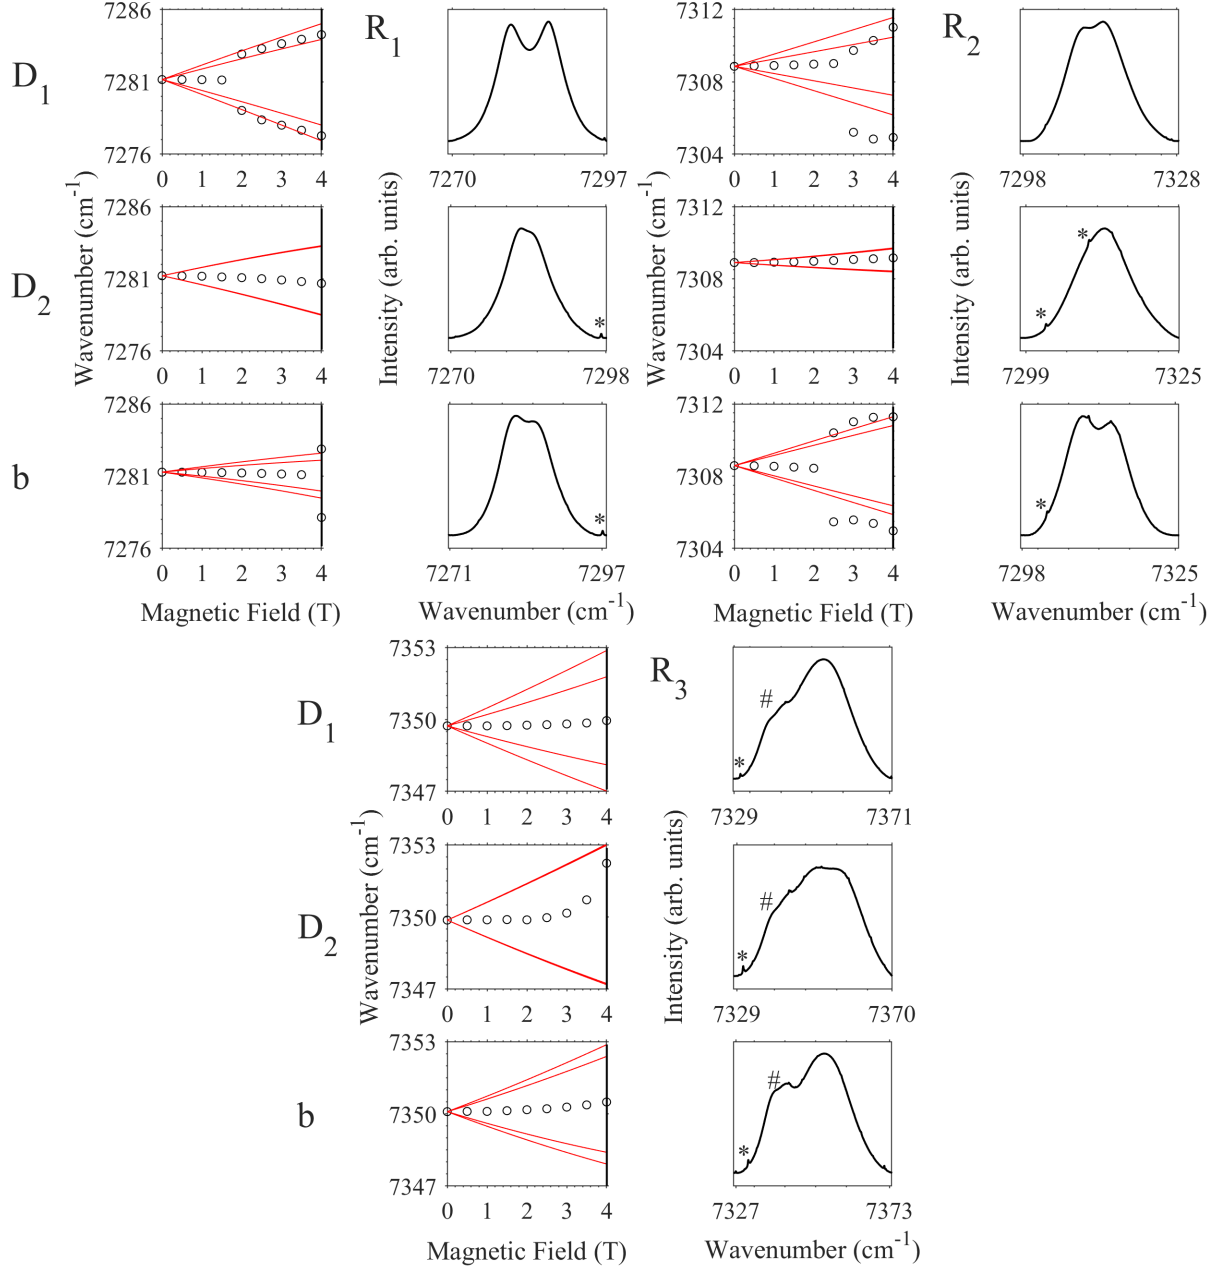 R1
R2
D1
7286
7281
7276
0 1 2 3 4
7270 7297
7312
7308
7304
0 1 2 3 4
7298 7328
D2
7286
7281
7276
0 1 2 3 4
*
7270 7298
7312
7308
7304
0 1 2 3 4
*
*
7299 7325
b
7286
7281
7276
0 1 2 3 4
*
7271 7297
7312
7308
7304
0 1 2 3 4
*
7298 7325
Wavenumber (cm-1)
Intensity (arb. units)
Wavenumber (cm-1)
Intensity (arb. units)
Magnetic Field (T)
Wavenumber (cm-1)
Magnetic Field (T)
Wavenumber (cm-1)
R3
D1
7353
7350
7347
0 1 2 3 4
#
*
7329 7371
D2
7353
7350
7347
0 1 2 3 4
#
*
7329 7370
b
7353
7350
7347
0 1 2 3 4
#
*
7327 7373
Wavenumber (cm-1)
Intensity (arb. units)
Magnetic Field (T)
Wavenumber (cm-1)